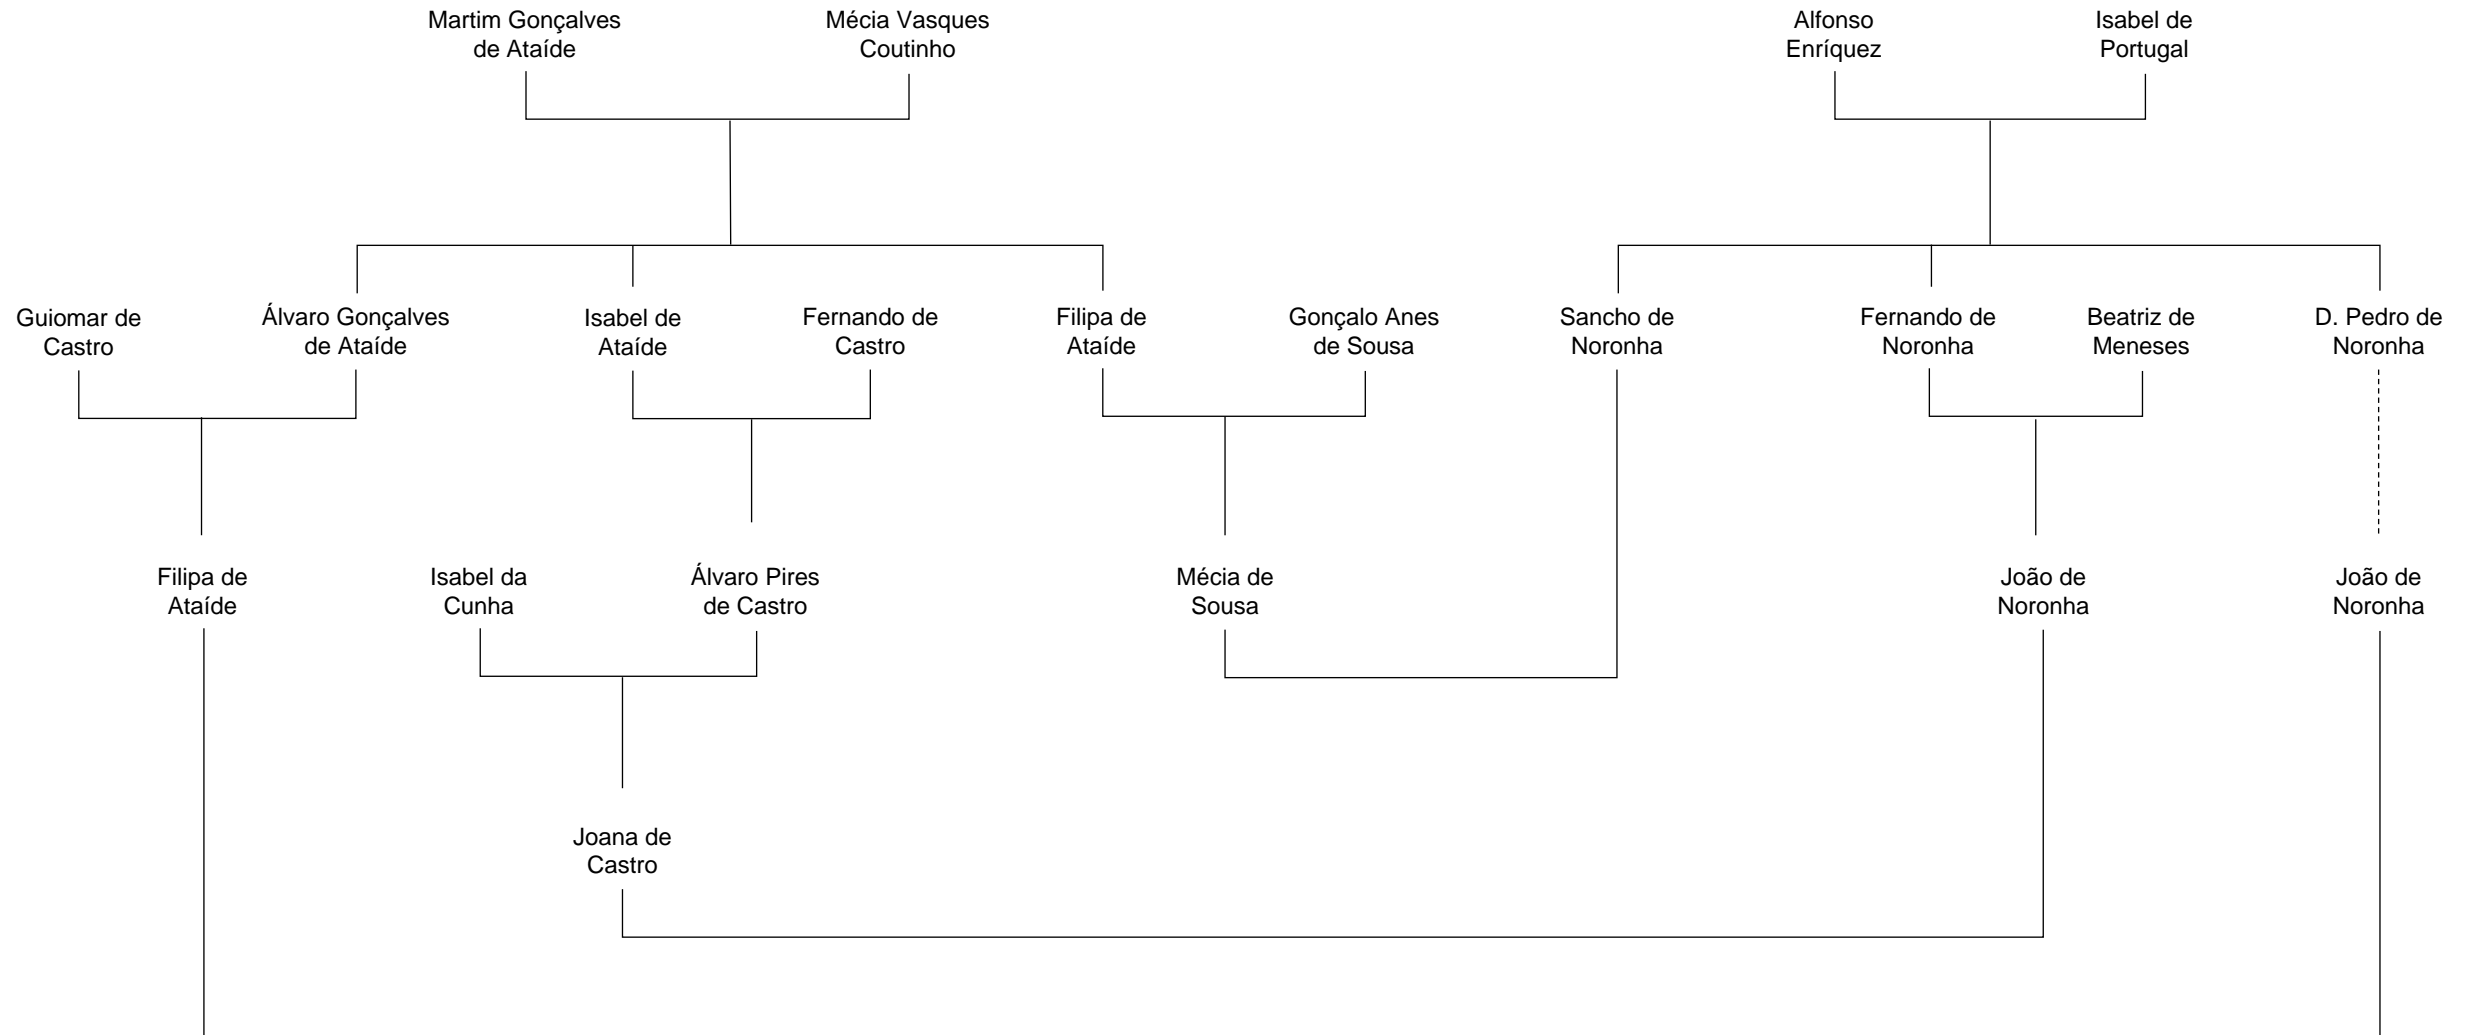 Martim Gonçalves
de Ataíde
Mécia Vasques
Coutinho
Alfonso
Enríquez
Isabel de
Portugal
Guiomar de
Castro
Álvaro Gonçalves
de Ataíde
Isabel de
Ataíde
Fernando de
Castro
Filipa de
Ataíde
Gonçalo Anes
de Sousa
Sancho de
Noronha
Fernando de
Noronha
Beatriz de
Meneses
D. Pedro de
Noronha
Filipa de
Ataíde
Isabel da
Cunha
Álvaro Pires
de Castro
Mécia de
Sousa
João de
Noronha
João de
Noronha
Joana de
Castro